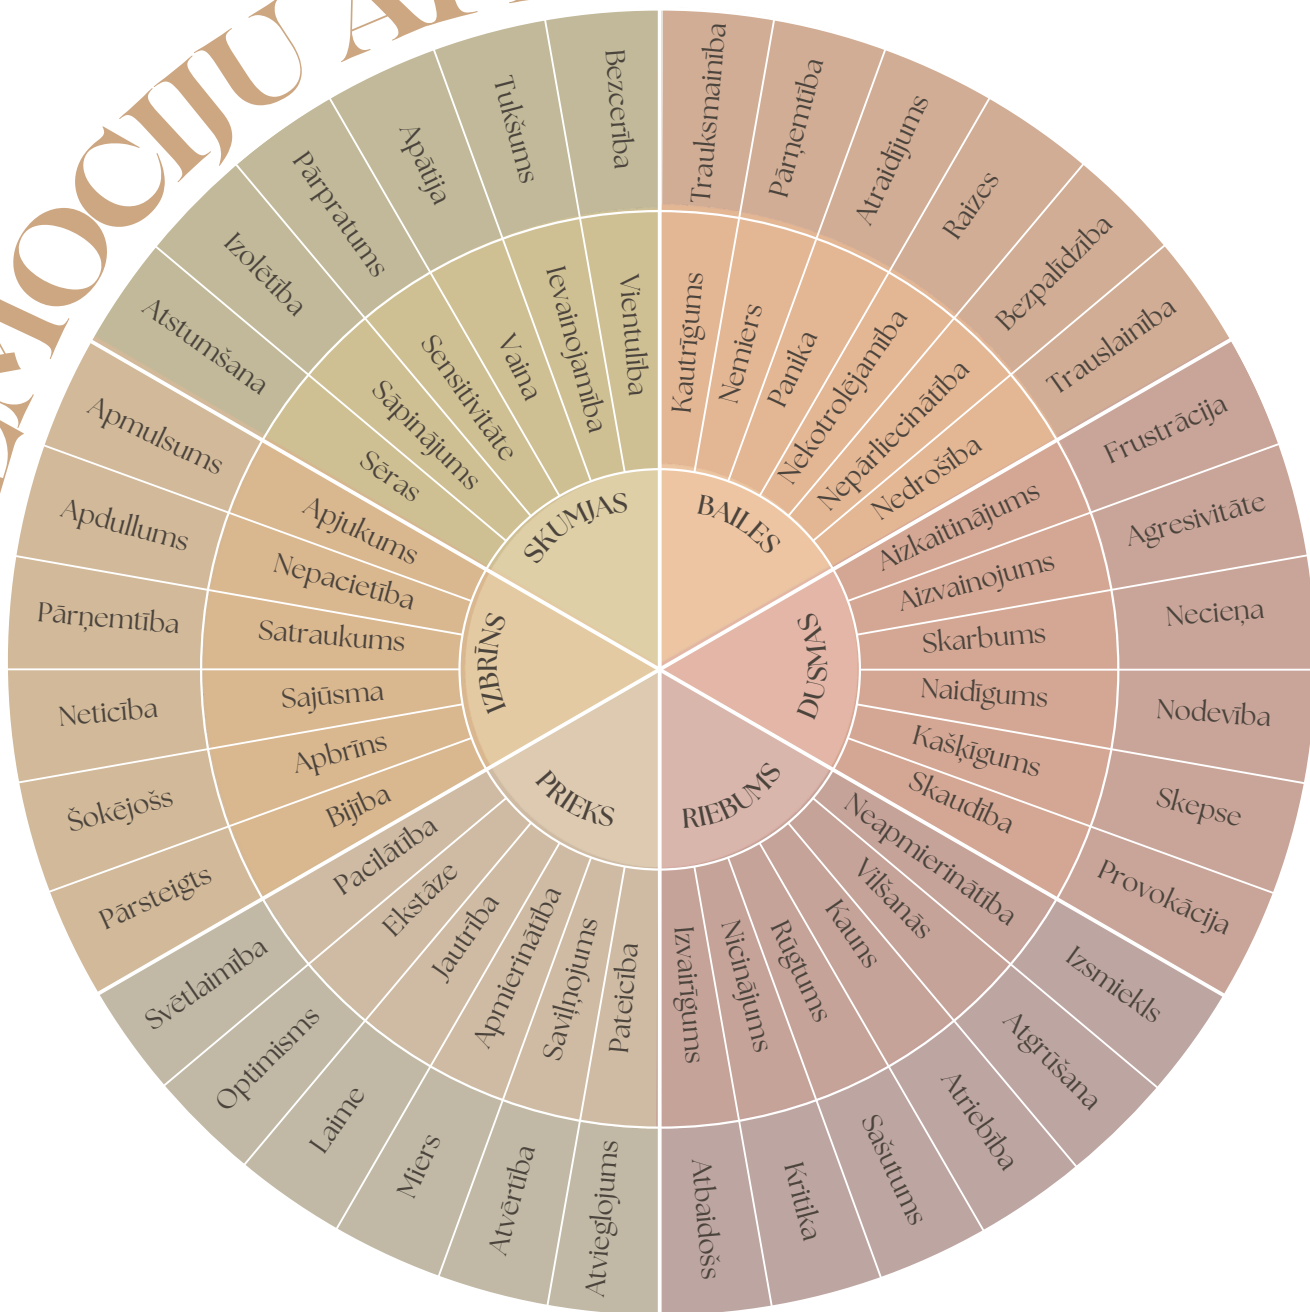 EMOCIJU AP
SKUMJAS
BAILES
DUSMAS
RIEBUMS
PRIEKS
IZBRĪNS
Sēras
Sāpinājums
Sensitivitāte
Vaina
Ievainojamība
Vientulība
Kautrīgums
Nemiers
Panika
Nekotrolējamība
Nepārliecinātība
Nedrošība
Aizkaitinājums
Aizvainojums
Skarbums
Naidīgums
Kašķīgums
Skaudība
Neapmierinātība
Vilšanās
Kauns
Rūgtums
Nicinājums
Izvairīgums
Pateicība
Saviļņojums
Apmierinātība
Jautrība
Ekstāze
Pacilātība
Bijība
Apbrīns
Sajūsma
Satraukums
Nepacietība
Apjukums
Atstumšana
Izolētība
Pārpratums
Apātija
Tukšums
Bezcerība
Trauksmainība
Pārņemtība
Atraidījums
Raizes
Bezpalīdzība
Trauslainība
Frustrācija
Agresivitāte
Necieņa
Nodevība
Skepse
Provokācija
Izsmiekls
Atgrūšana
Atriebība
Sašutums
Kritika
Atbaidošs
Atvieglojums
Atvērtība
Miers
Laime
Optimisms
Svētlaimība
Pārsteigts
Šokējošs
Neticība
Pārņemtība
Apdullums
Apmulsums